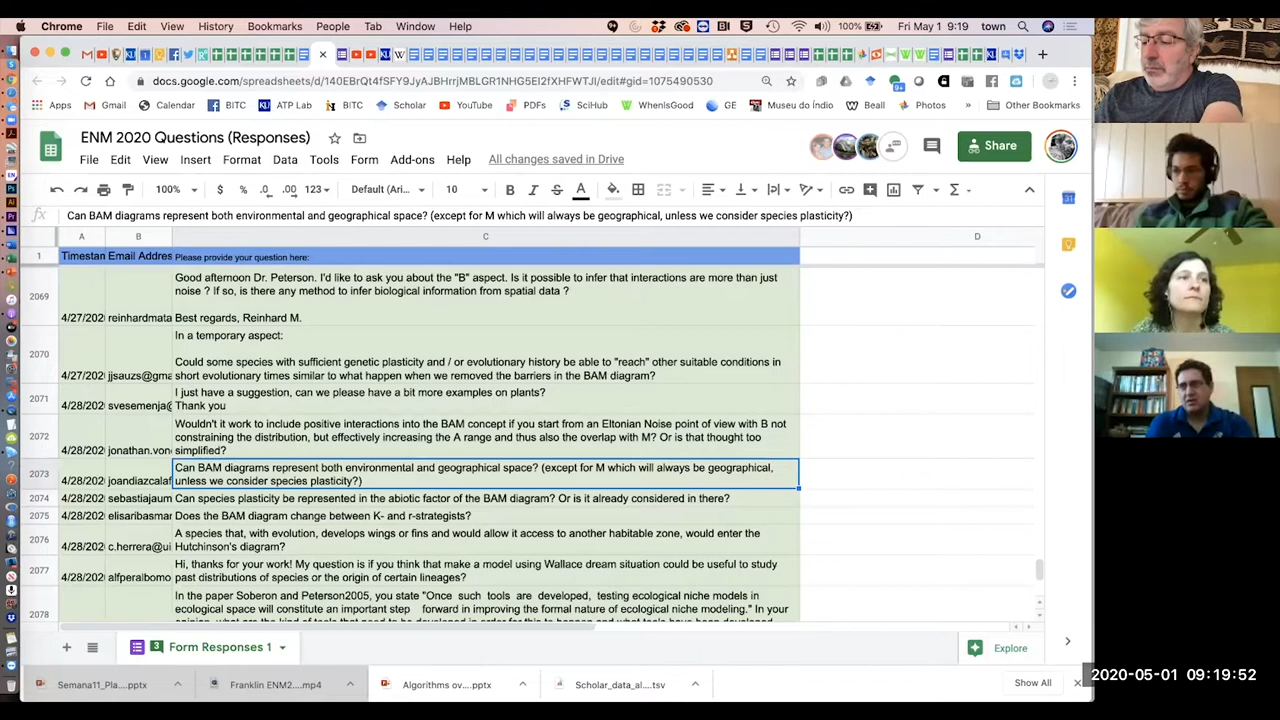 Chrome File Edit View History Bookmarks People Tab Window Help 100% Fri May 1 9:19 town
docs.google.com/spreadsheets/d/140EBrQt4fSFY9JyAJBHrrjMBLGR1NHG5EI2fXHFWTJI/edit#gid=1075490530
Apps Gmail Calendar BITC ATP Lab BITC Scholar YouTube PDFs SciHub WhenIsGood GE Museu do Índio Beall Photos » Other Bookmarks
ENM 2020 Questions (Responses)
Share
File Edit View Insert Format Data Tools Form Add-ons Help All changes saved in Drive
100% $ % .0 .00 123 Default (Ari... 10 B I S A
fx Can BAM diagrams represent both environmental and geographical space? (except for M which will always be geographical, unless we consider species plasticity?)
A B C D
1 Timestan Email Addres Please provide your question here:
Good afternoon Dr. Peterson. I'd like to ask you about the "B" aspect. Is it possible to infer that interactions are more than just
2069 noise ? If so, is there any method to infer biological information from spatial data ?
4/27/202 reinhardmata Best regards, Reinhard M.
In a temporary aspect:
2070
Could some species with sufficient genetic plasticity and / or evolutionary history be able to "reach" other suitable conditions in
4/27/202 jjsauzs@gma short evolutionary times similar to what happen when we removed the barriers in the BAM diagram?
2071 I just have a suggestion, can we please have a bit more examples on plants?
4/28/202 svesemenja@ Thank you
Wouldn't it work to include positive interactions into the BAM concept if you start from an Eltonian Noise point of view with B not
2072 constraining the distribution, but effectively increasing the A range and thus also the overlap with M? Or is that thought too
4/28/202 jonathan.von simplified?
2073 Can BAM diagrams represent both environmental and geographical space? (except for M which will always be geographical,
4/28/202 joandiazcalaf unless we consider species plasticity?)
2074 4/28/202 sebastiajaum Can species plasticity be represented in the abiotic factor of the BAM diagram? Or is it already considered in there?
2075 4/28/202 elisaribasmar Does the BAM diagram change between K- and r-strategists?
2076 A species that, with evolution, develops wings or fins and would allow it access to another habitable zone, would enter the
4/28/202 c.herrera@ui Hutchinson's diagram?
2077 Hi, thanks for your work! My question is if you think that make a model using Wallace dream situation could be useful to study
4/28/202 alfperalbomo past distributions of species or the origin of certain lineages?
In the paper Soberon and Peterson2005, you state "Once such tools are developed, testing ecological niche models in
2078 ecological space will constitute an important step forward in improving the formal nature of ecological niche modeling." In your
3 Form Responses 1
Explore
Semana11_Pla....pptx Franklin ENM2....mp4 Algorithms ov....pptx Scholar_data_al....tsv Show All
2020-05-01 09:19:52